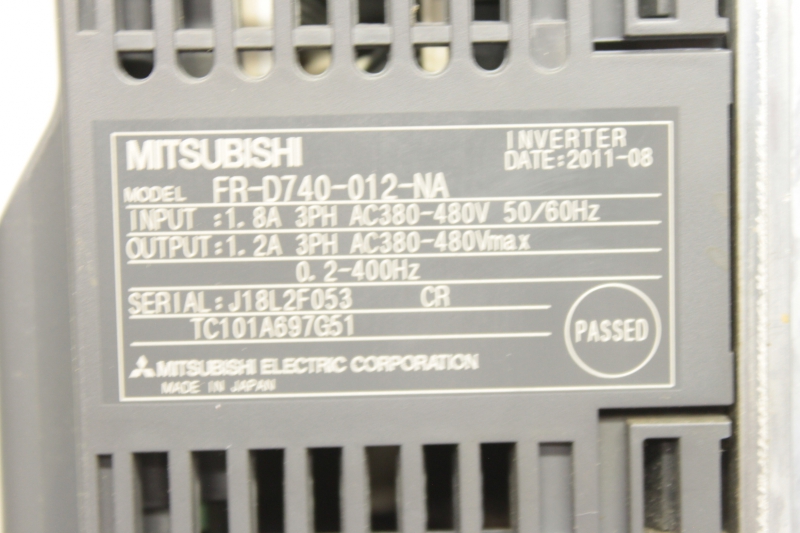 MITSUBISHI
INVERTER
DATE:2011-08
MODEL FR-D740-012-NA
INPUT :1.8A 3PH AC380-480V 50/60Hz
OUTPUT:1.2A 3PH AC380-480Vmax
0.2-400Hz
SERIAL:J18L2F053 CR
TC101A697G51
PASSED
MITSUBISHI ELECTRIC CORPORATION
MADE IN JAPAN